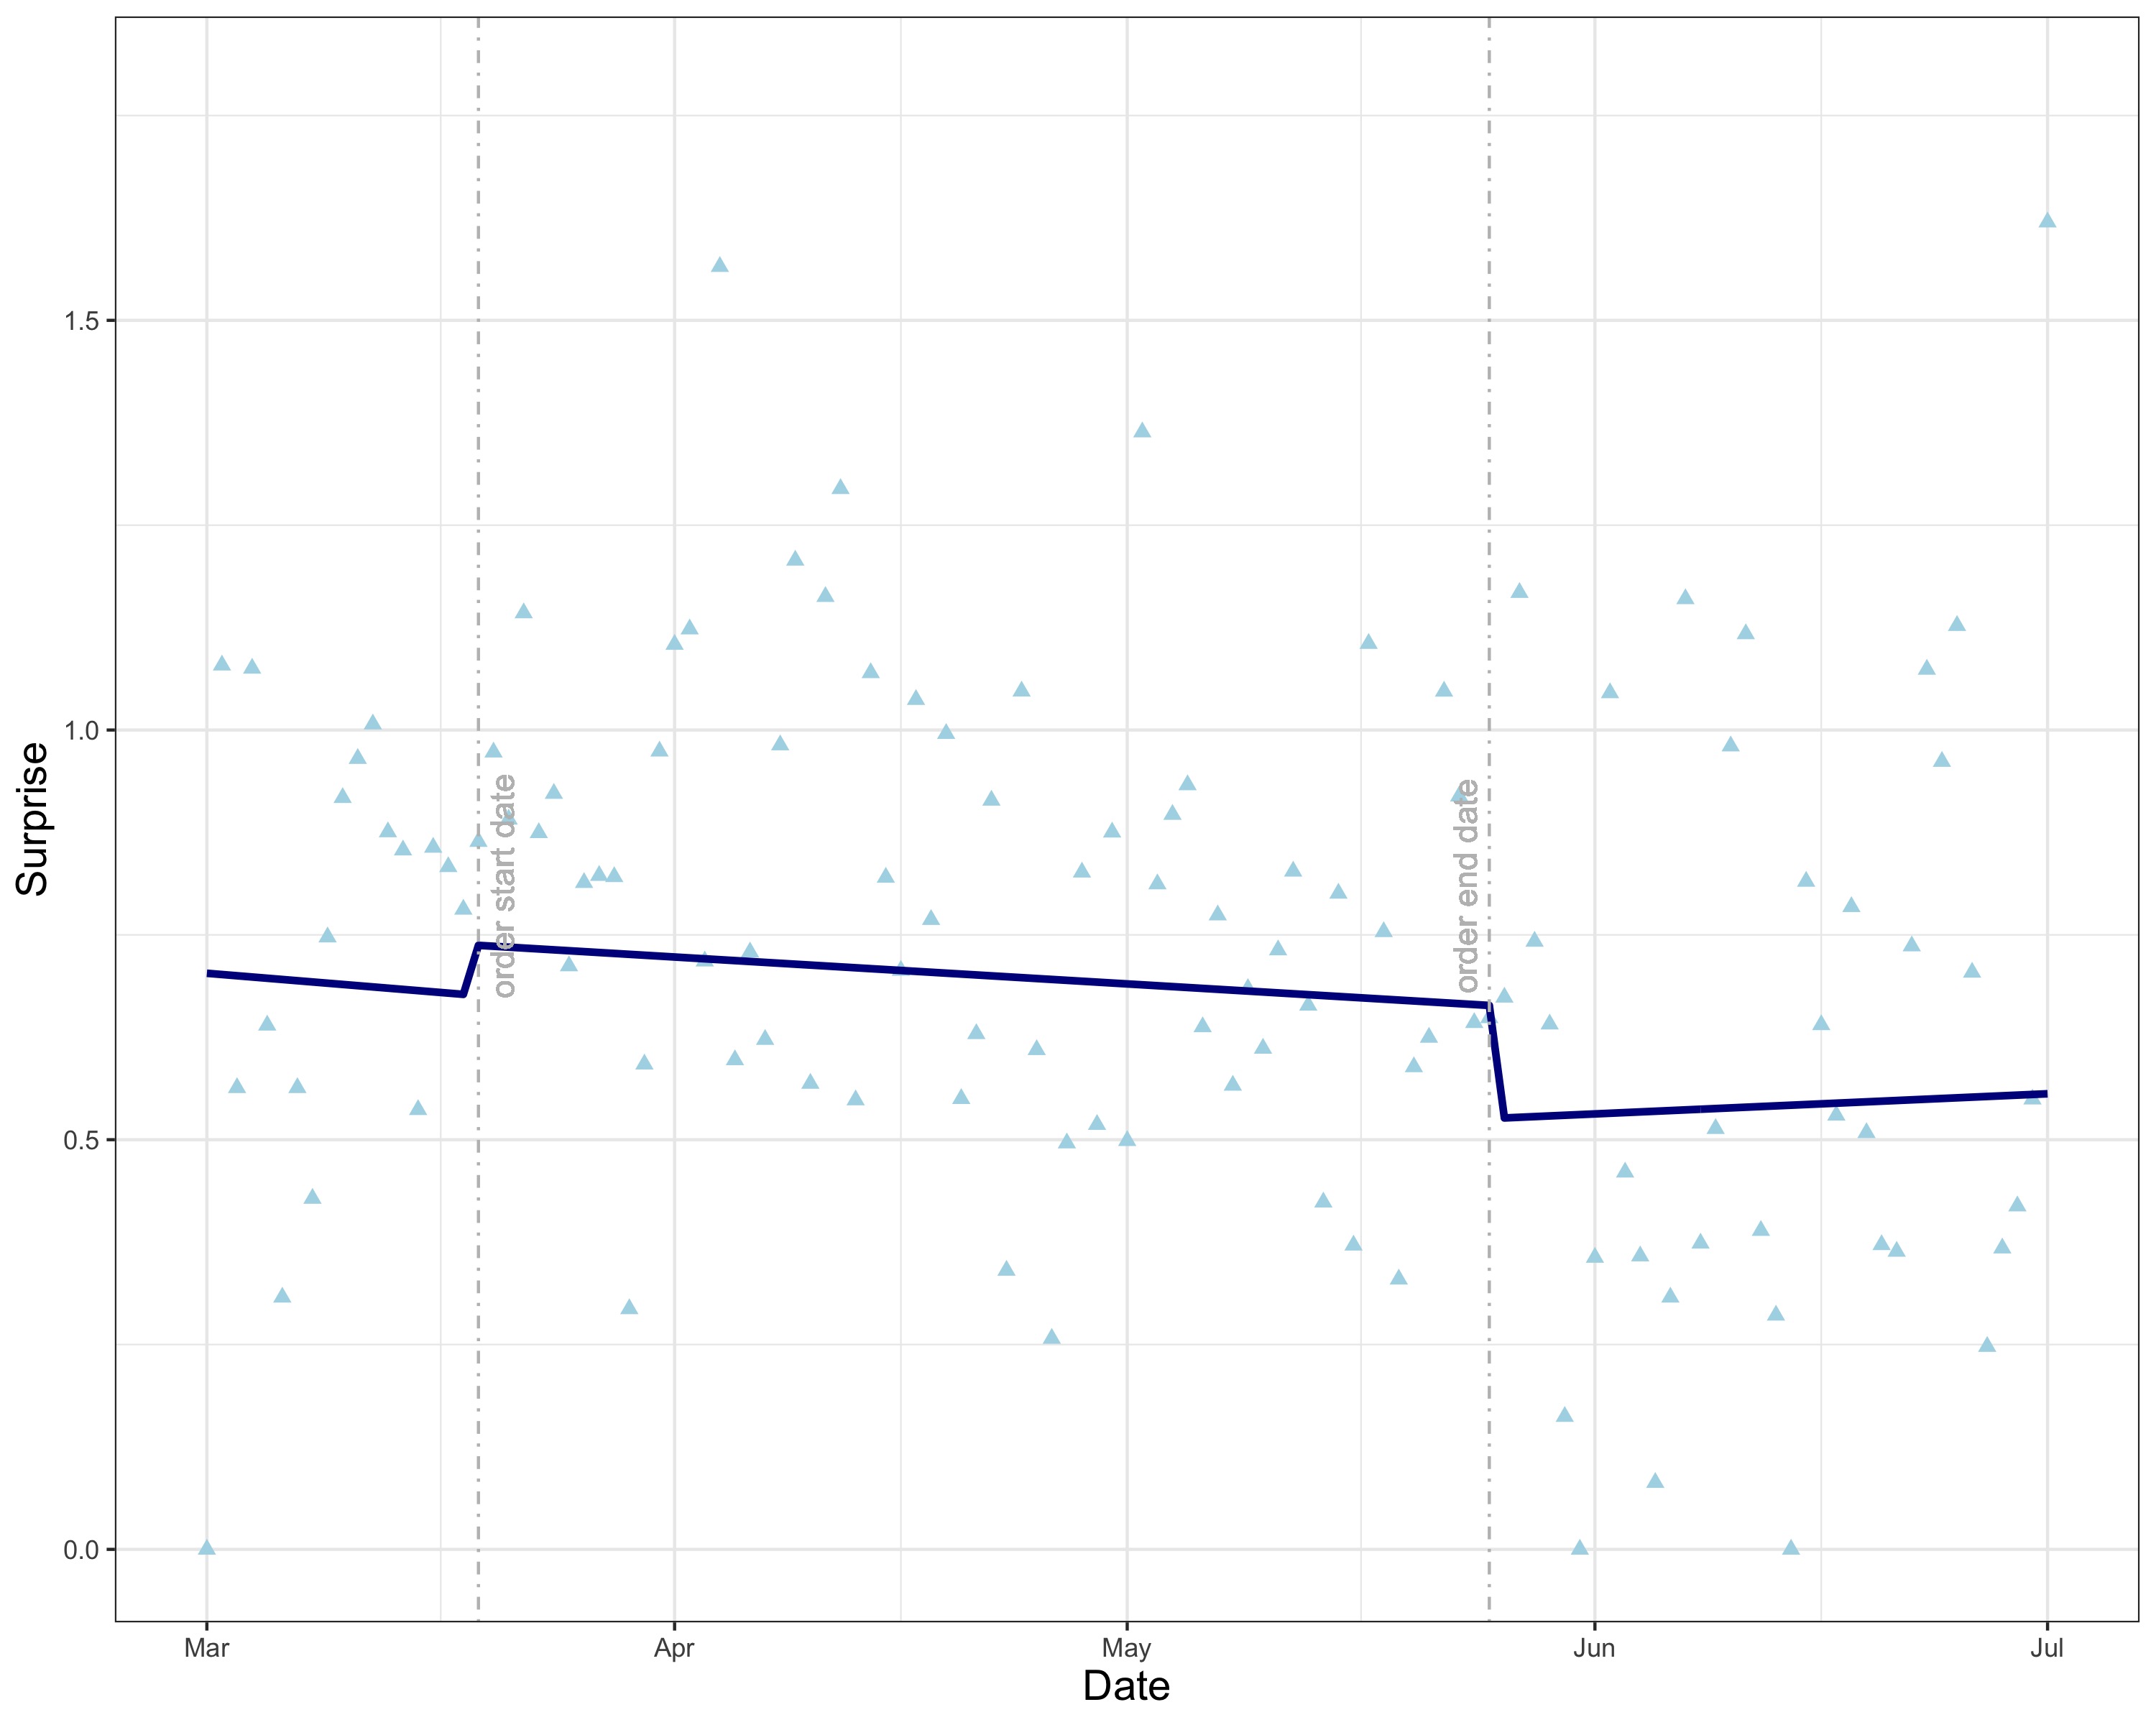 Surprise
1.5
1.0
0.5
0.0
order start date
order end date
Mar
Apr
May
Jun
Jul
Date